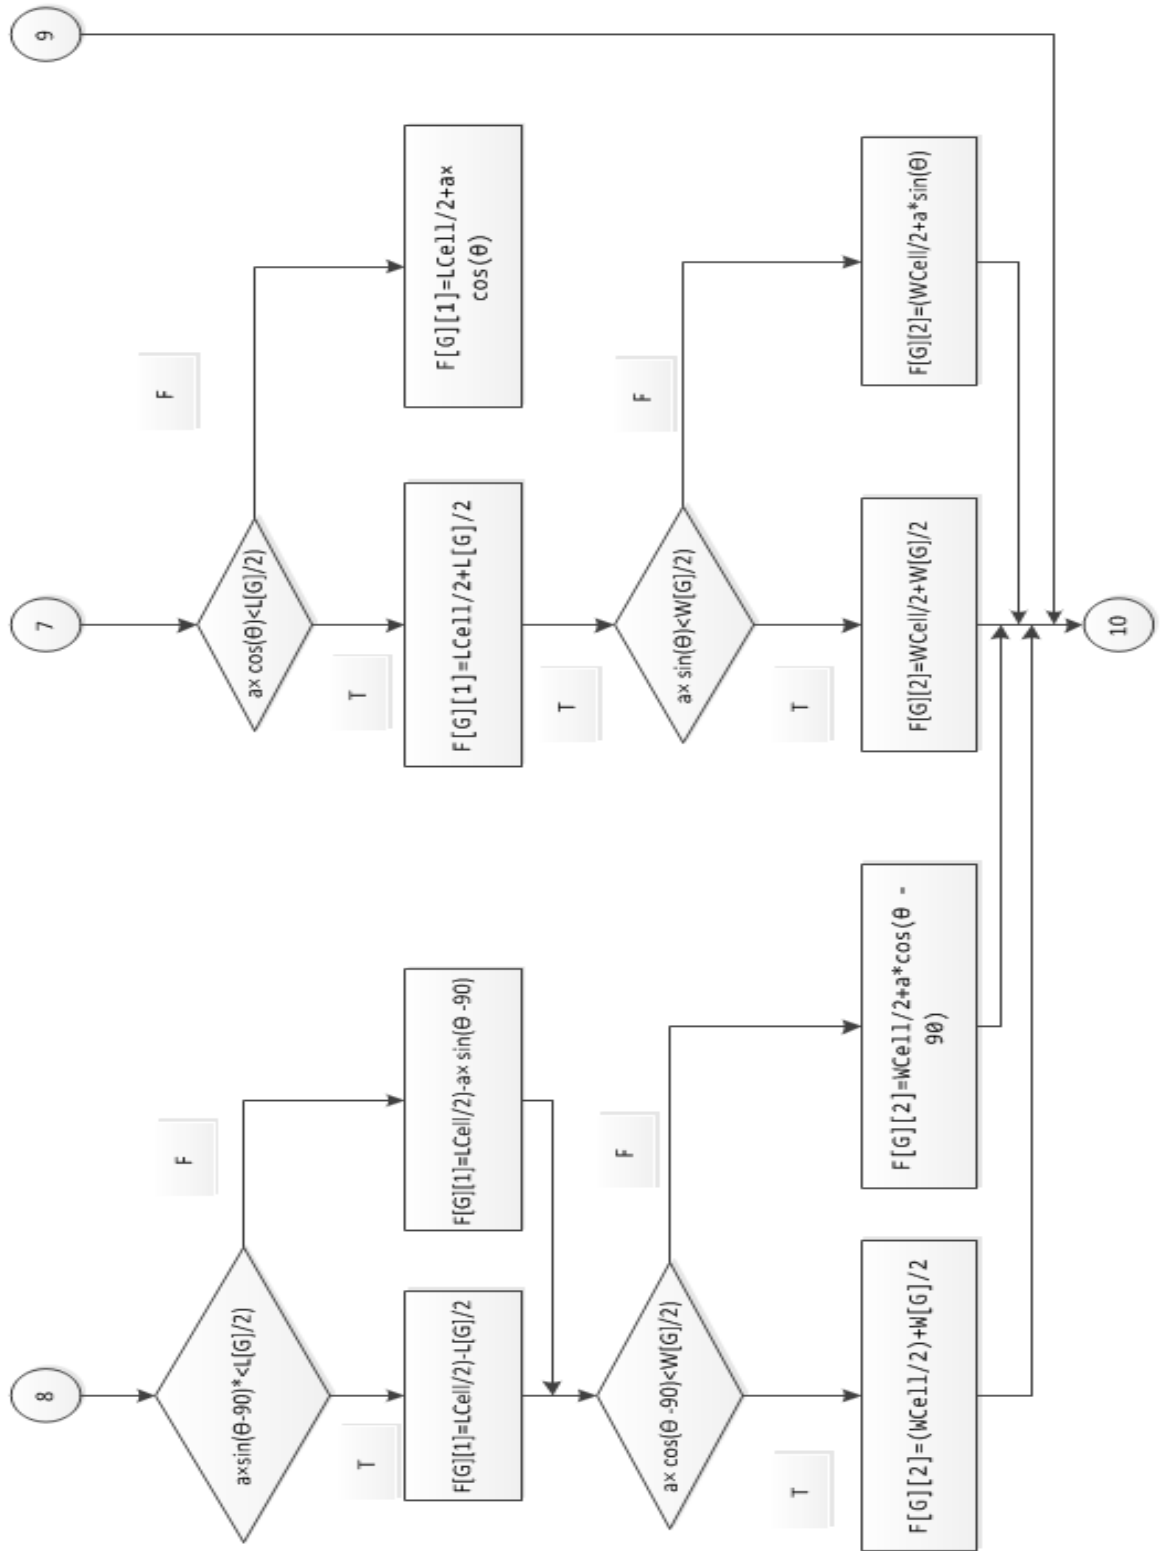 9
7
8
F
a× cos(θ)<L[G]/2)
F[G][1]=LCell/2+a×
cos(θ)
T
F[G][1]=LCell/2+L[G]/2
T
F
a× sin(θ)<W[G]/2)
F[G][2]=(WCell/2+a*sin(θ)
T
F[G][2]=WCell/2+W[G]/2
F
a×sin(θ-90)*<L[G]/2)
F[G][1]=LCell/2)-a× sin(θ -90)
T
F[G][1]=LCell/2)-L[G]/2
F
a× cos(θ -90)<W[G]/2)
F[G][2]=WCell/2+a*cos(θ -
90)
T
F[G][2]=(WCell/2)+W[G]/2
10